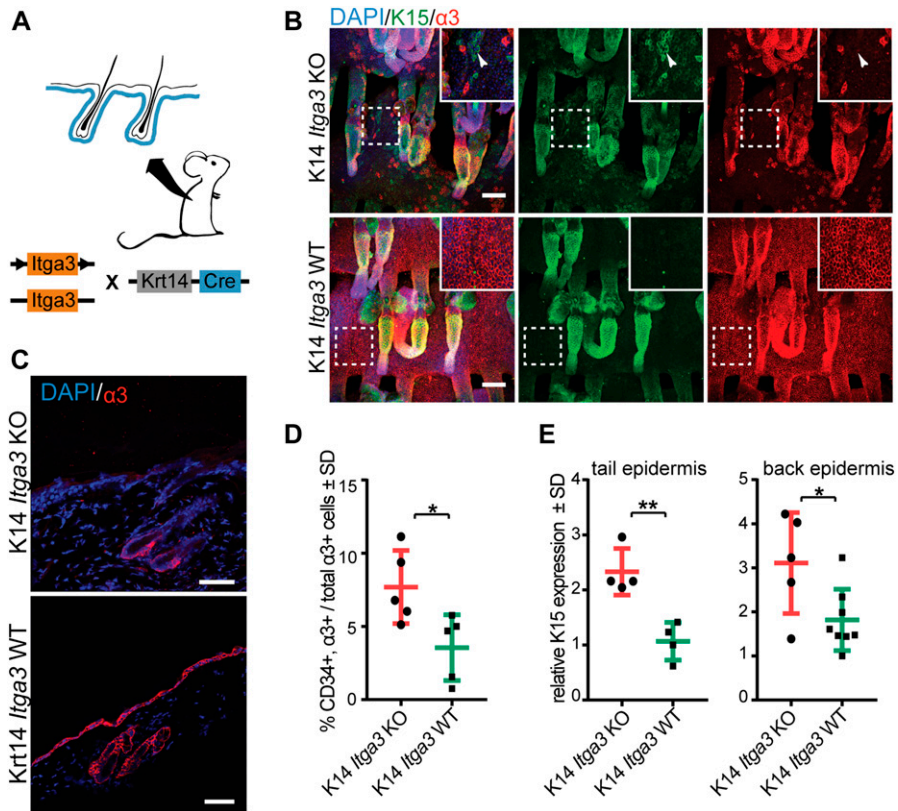 A
Itga3
Itga3
X
Krt14
Cre
B
DAPI/K15/α3
K14 Itga3 KO
K14 Itga3 WT
C
DAPI/α3
K14 Itga3 KO
Krt14 Itga3 WT
D
% CD34+, α3+ / total α3+ cells ± SD
15
10
5
0
*
K14 Itga3 KO
K14 Itga3 WT
E
tail epidermis
relative K15 expression ± SD
4
3
2
1
0
**
K14 Itga3 KO
K14 Itga3 WT
back epidermis
5
4
3
2
1
0
*
K14 Itga3 KO
K14 Itga3 WT